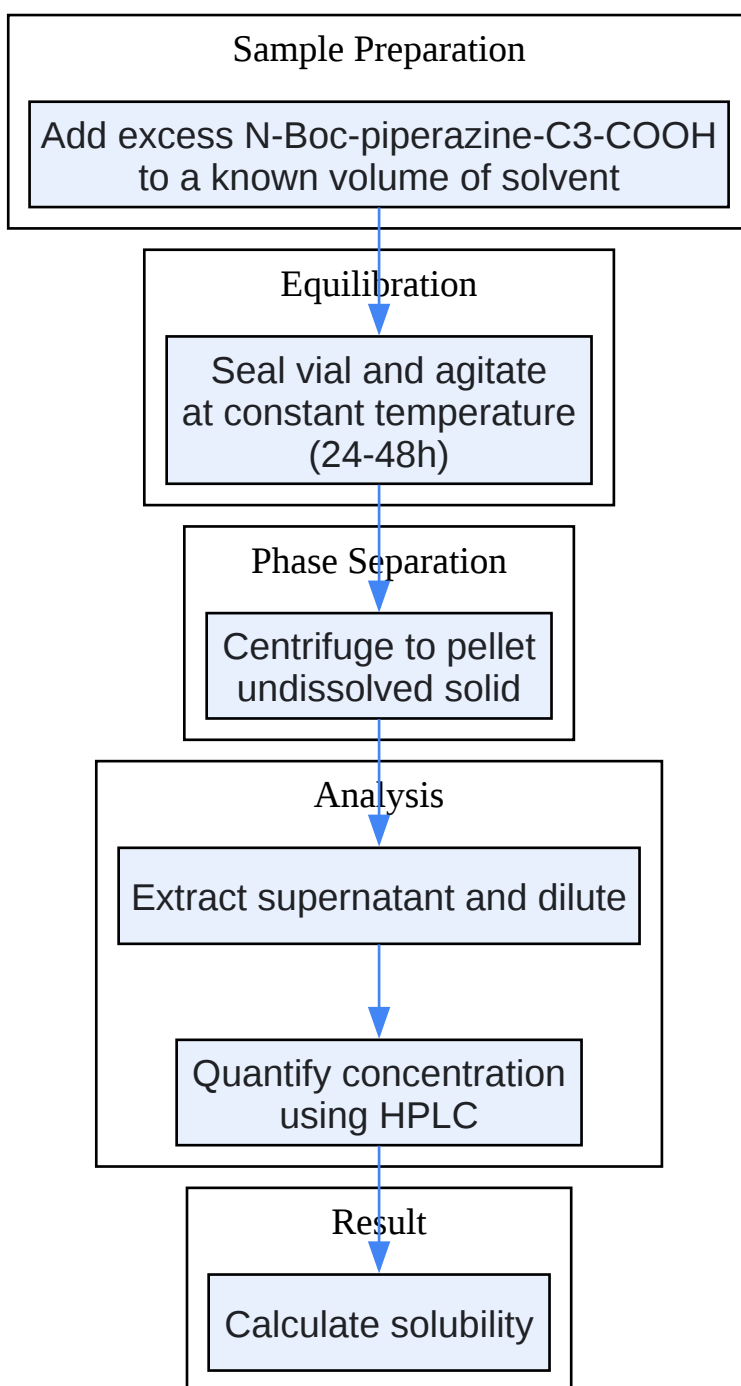 Sample Preparation
Add excess N-Boc-piperazine-C3-COOH
to a known volume of solvent
Equilibration
Seal vial and agitate
at constant temperature
(24-48h)
Phase Separation
Centrifuge to pellet
undissolved solid
Analysis
Extract supernatant and dilute
Quantify concentration
using HPLC
Result
Calculate solubility